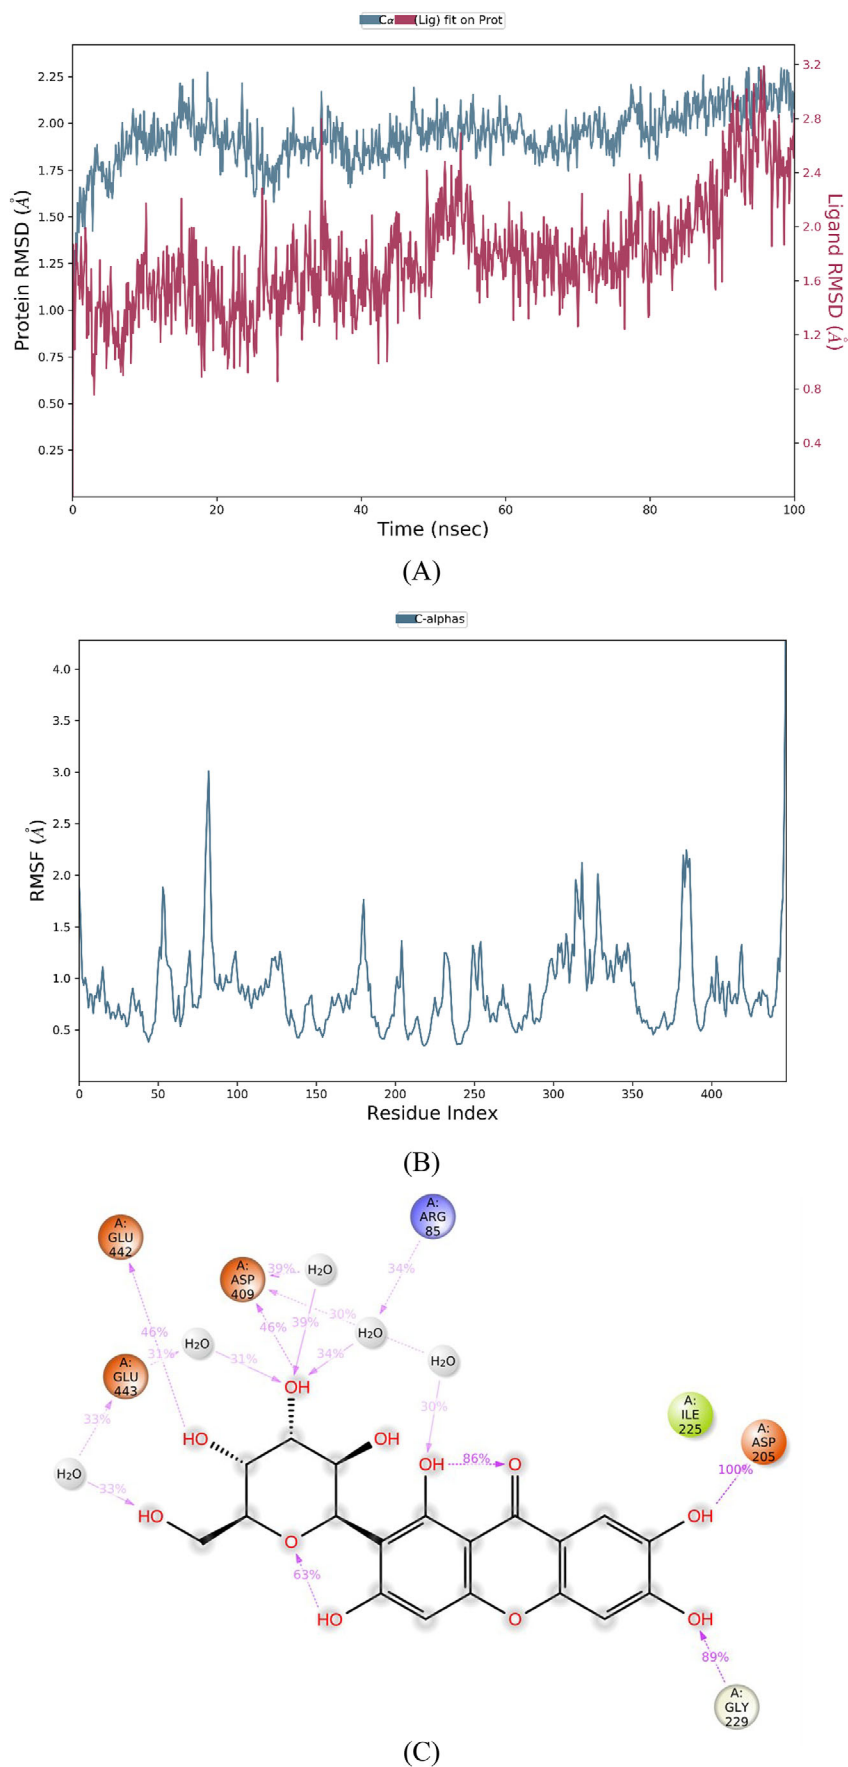 Cα (Lig) fit on Prot
2.25
2.00
1.75
1.50
1.25
1.00
0.75
0.50
0.25
Protein RMSD (Å)
3.2
2.8
2.4
2.0
1.6
1.2
0.8
0.4
Ligand RMSD (Å)
0 20 40 60 80 100
Time (nsec)
(A)
C-alphas
4.0
3.5
3.0
2.5
2.0
1.5
1.0
0.5
RMSF (Å)
0 50 100 150 200 250 300 350 400
Residue Index
(B)
A:
GLU
442
A:
ASP
409
A:
ARG
85
39%
H₂O
34%
30%
46%
39%
H₂O
46%
31%
H₂O
34%
H₂O
31%
A:
GLU
443
OH
30%
A:
ILE
225
A:
ASP
205
33%
HO
OH
OH
86%
O
100%
H₂O
33%
HO
OH
O
63%
HO
O
OH
89%
A:
GLY
229
(C)